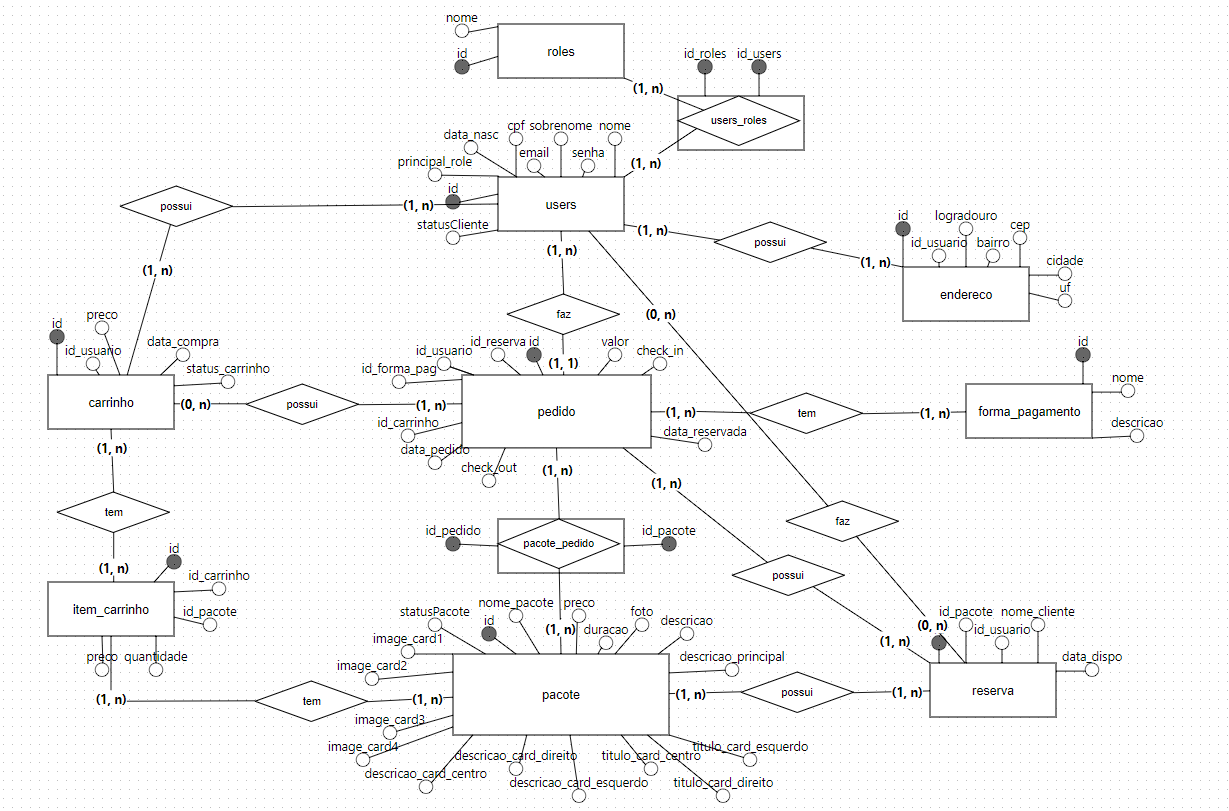 nome
id
roles
(1, n)
id_roles
id_users
users_roles
(1, n)
data_nasc
cpf
sobrenome
nome
email
senha
principal_role
id
users
statusCliente
possui
(1, n)
(1, n)
(1, n)
possui
(1, n)
id
logradouro
id_usuario
bairro
cep
cidade
uf
endereco
(1, n)
faz
(1, 1)
(0, n)
id
preco
id_usuario
data_compra
status_carrinho
carrinho
(0, n)
possui
(1, n)
id_forma_pag
id_usuario
id_reserva
id
valor
check_in
pedido
id_carrinho
data_pedido
check_out
data_reservada
(1, n)
tem
(1, n)
id
nome
descricao
forma_pagamento
(1, n)
tem
(1, n)
(1, n)
id_pedido
pacote_pedido
id_pacote
(1, n)
(1, n)
possui
(1, n)
faz
(0, n)
id
id_carrinho
id_pacote
item_carrinho
preco
quantidade
(1, n)
tem
(1, n)
statusPacote
id
nome_pacote
preco
duracao
foto
descricao
descricao_principal
image_card1
image_card2
pacote
image_card3
image_card4
descricao_card_centro
descricao_card_direito
descricao_card_esquerdo
titulo_card_centro
titulo_card_direito
titulo_card_esquerdo
(1, n)
possui
(1, n)
id_pacote
id_usuario
nome_cliente
data_dispo
reserva